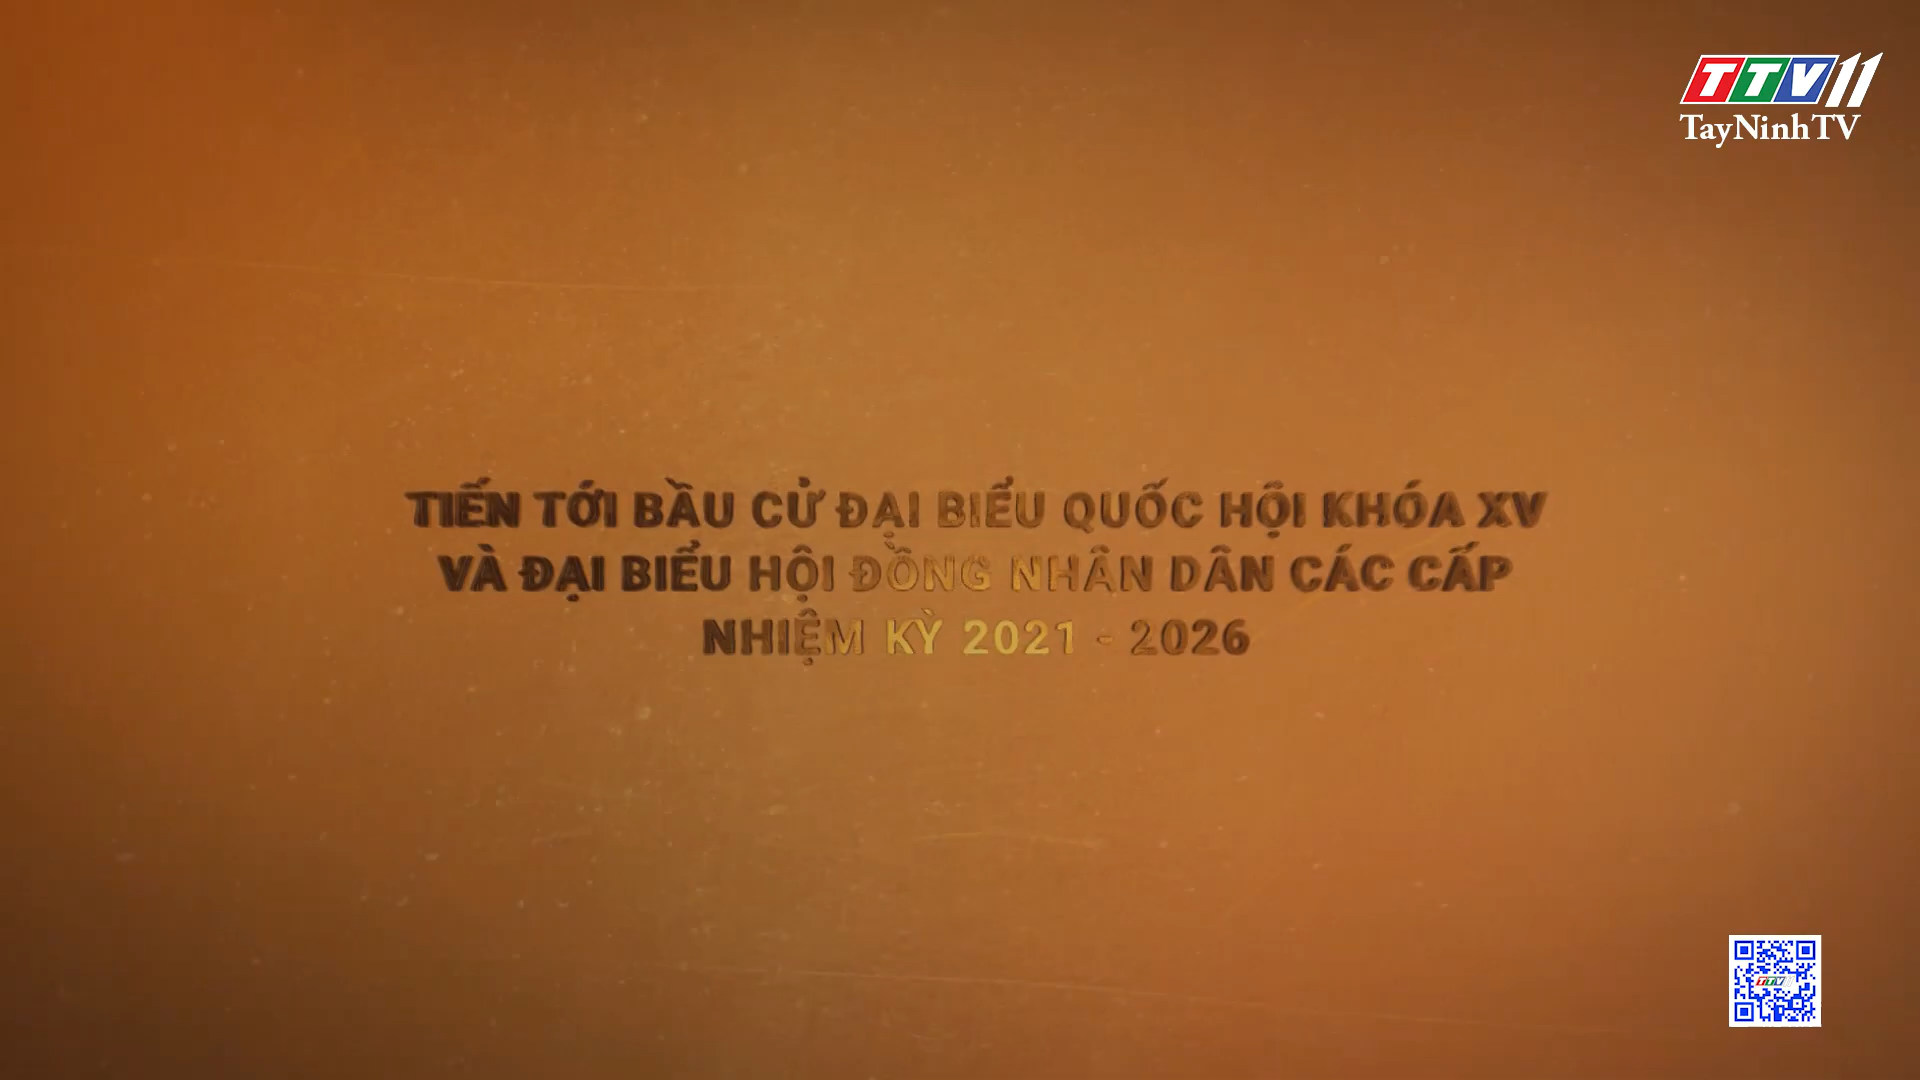 TTV11
TayNinhTV
TIẾN TỚI BẦU CỬ ĐẠI BIỂU QUỐC HỘI KHÓA XV
VÀ ĐẠI BIỂU HỘI ĐỒNG NHÂN DÂN CÁC CẤP
NHIỆM KỲ 2021 - 2026
TTV11